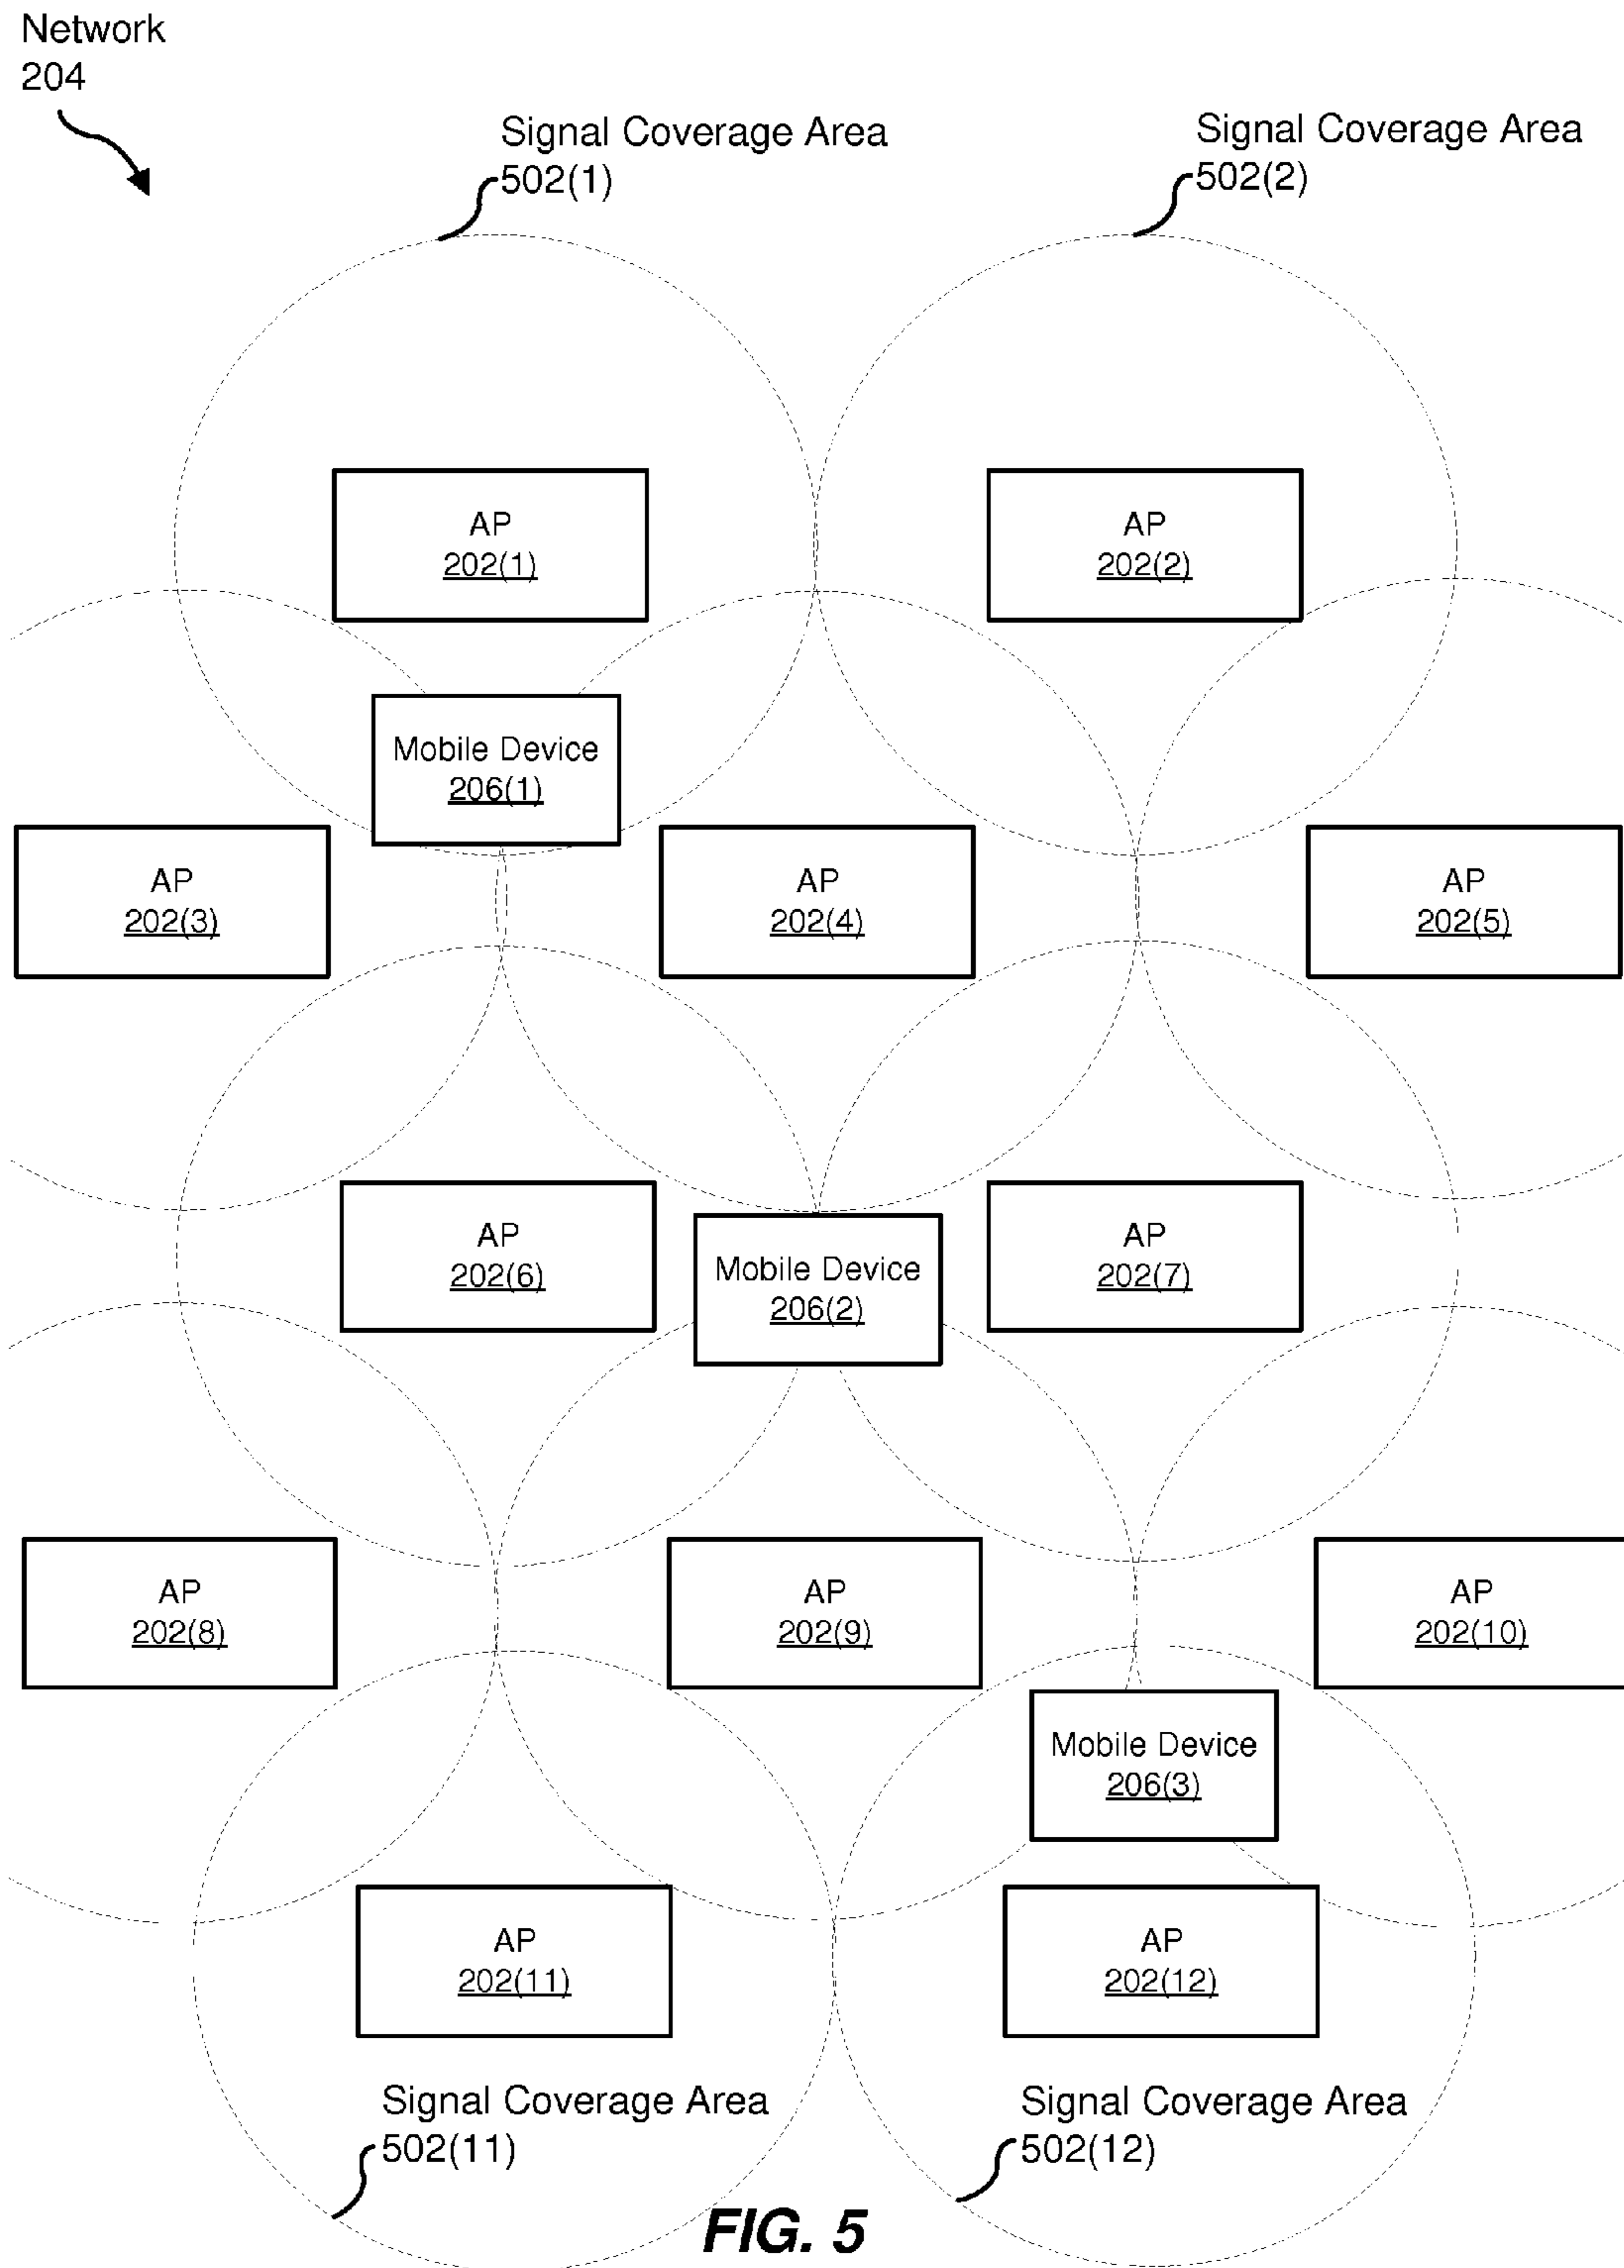 Network
204
Signal Coverage Area
502(1)
Signal Coverage Area
502(2)
AP
202(1)
AP
202(2)
Mobile Device
206(1)
AP
202(3)
AP
202(4)
AP
202(5)
AP
202(6)
Mobile Device
206(2)
AP
202(7)
AP
202(8)
AP
202(9)
AP
202(10)
Mobile Device
206(3)
AP
202(11)
AP
202(12)
Signal Coverage Area
502(11)
Signal Coverage Area
502(12)
FIG. 5